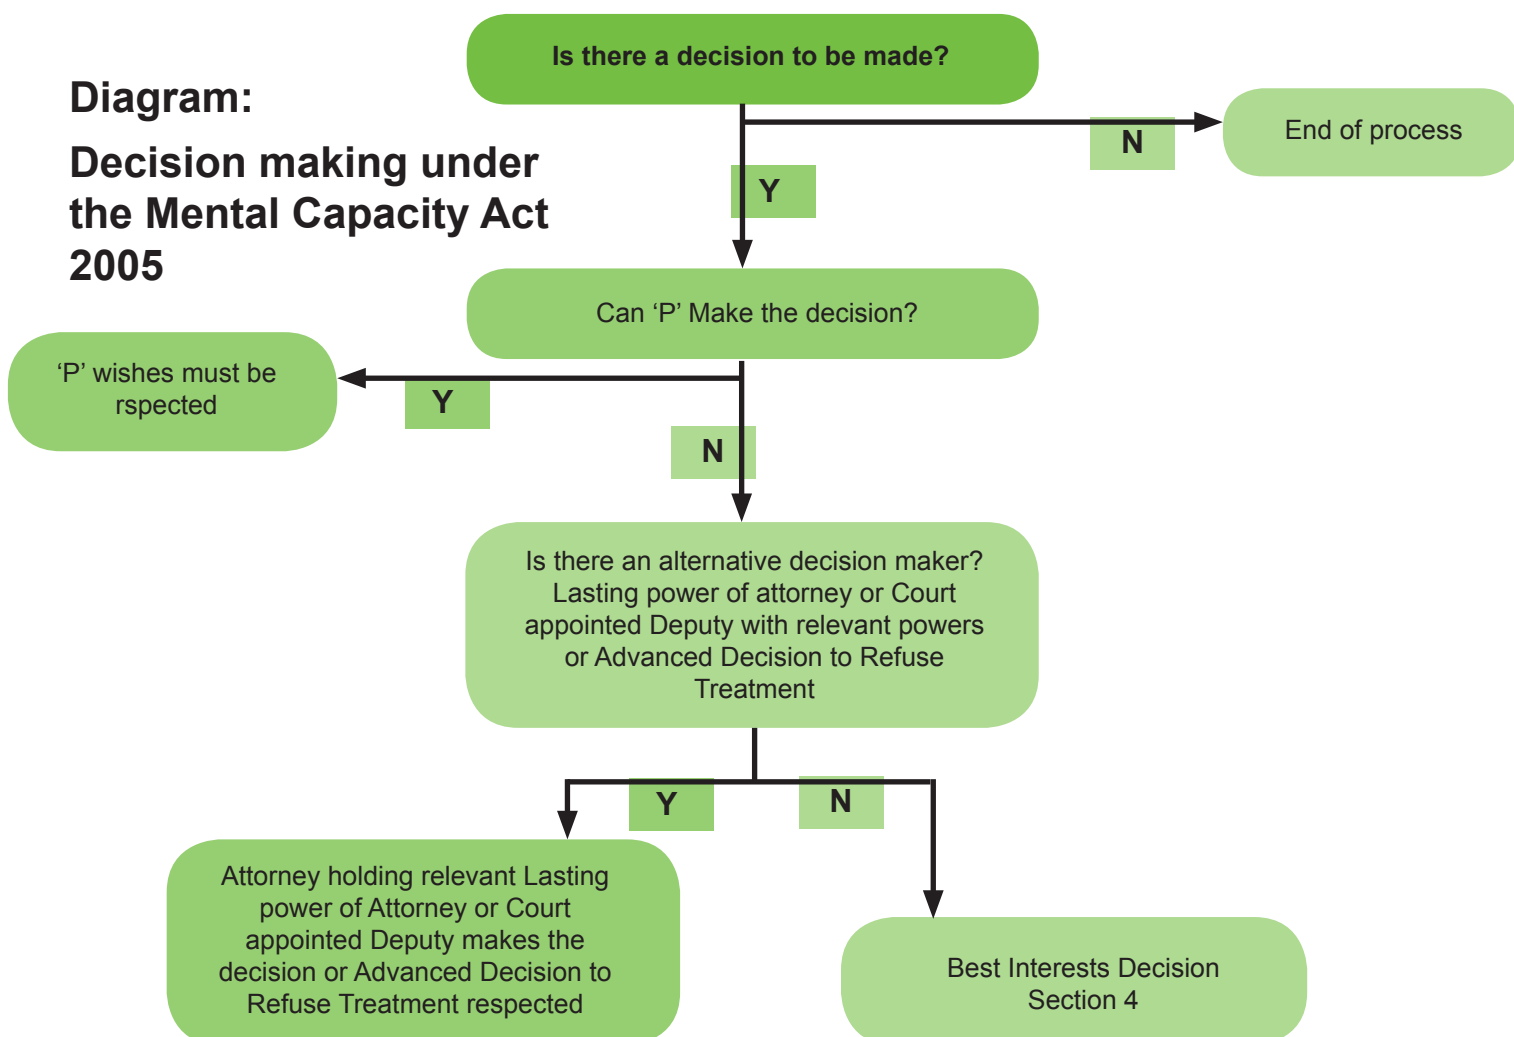 Diagram:
Decision making under
the Mental Capacity Act
2005
Is there a decision to be made?
N
End of process
Y
Can ‘P’ Make the decision?
‘P’ wishes must be
rspected
Y
N
Is there an alternative decision maker?
Lasting power of attorney or Court
appointed Deputy with relevant powers
or Advanced Decision to Refuse
Treatment
Y
N
Attorney holding relevant Lasting
power of Attorney or Court
appointed Deputy makes the
decision or Advanced Decision to
Refuse Treatment respected
Best Interests Decision
Section 4